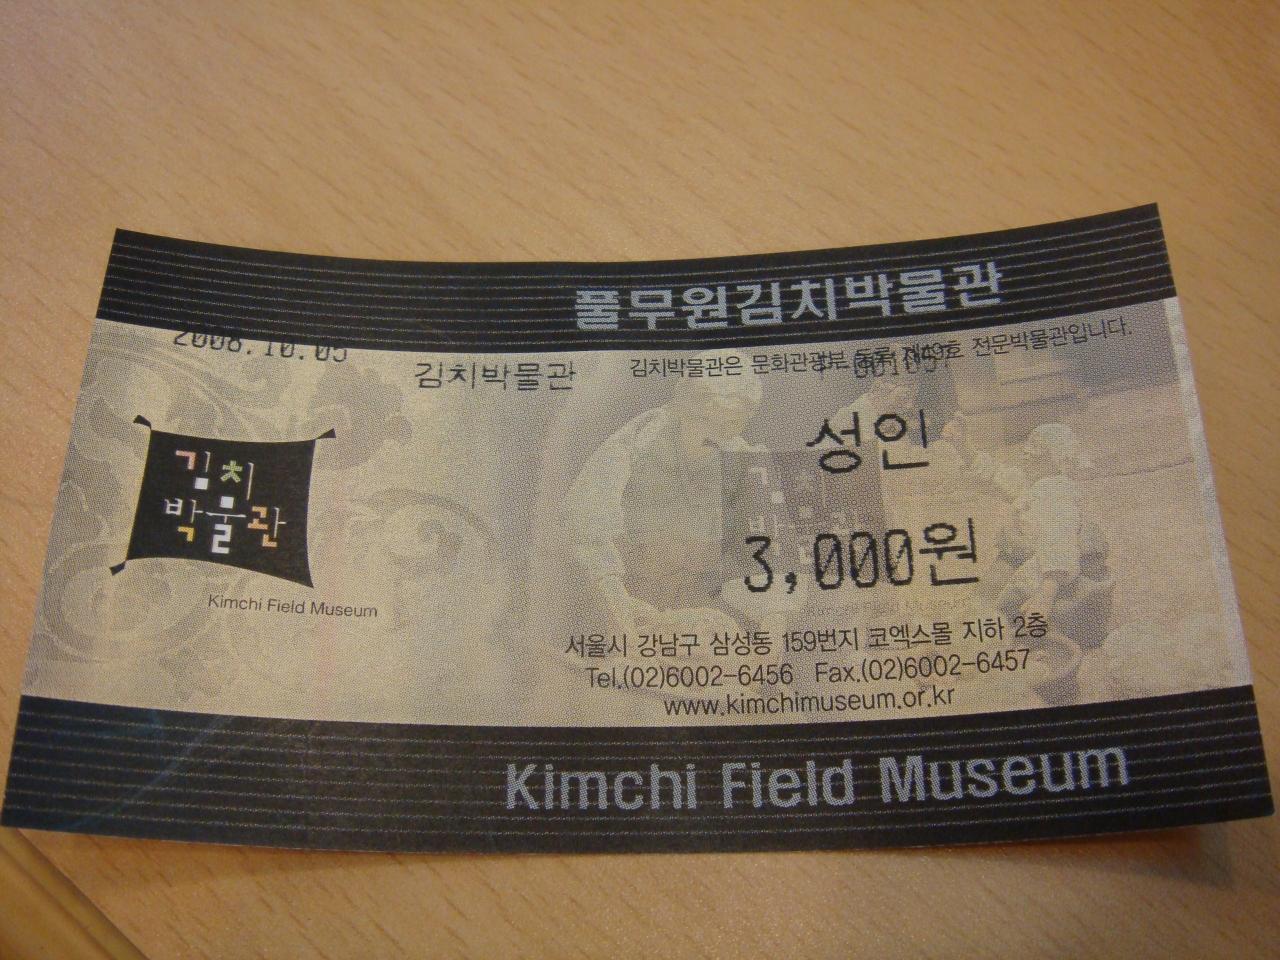 풀무원김치박물관
2008.10.05
김치박물관
김치박물관은 문화관광부 등록 제49호 전문박물관입니다.
성인
3,000원
김치
박물관
Kimchi Field Museum
서울시 강남구 삼성동 159번지 코엑스몰 지하 2층
Tel.(02)6002-6456 Fax.(02)6002-6457
www.kimchimuseum.or.kr
Kimchi Field Museum